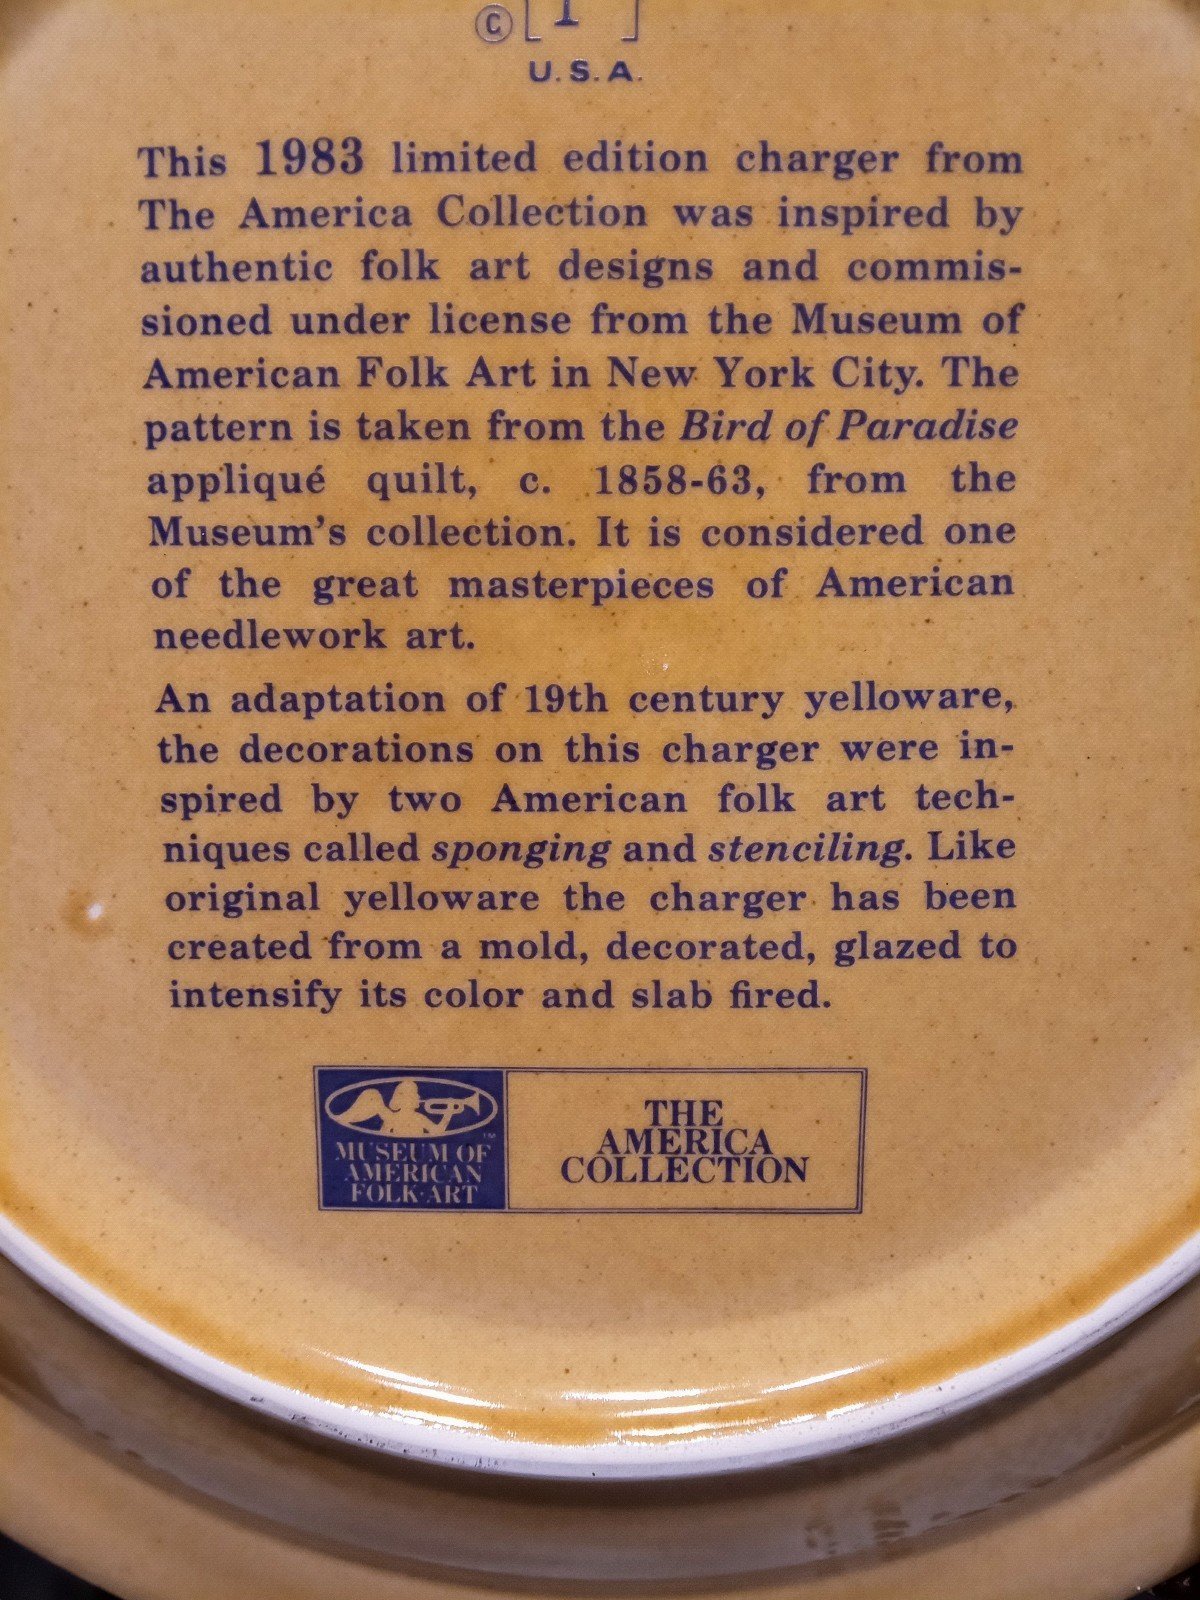 ©
U.S.A.
This 1983 limited edition charger from
The America Collection was inspired by
authentic folk art designs and commis-
sioned under license from the Museum of
American Folk Art in New York City. The
pattern is taken from the Bird of Paradise
appliqué quilt, c. 1858-63, from the
Museum's collection. It is considered one
of the great masterpieces of American
needlework art.
An adaptation of 19th century yelloware,
the decorations on this charger were in-
spired by two American folk art tech-
niques called sponging and stenciling. Like
original yelloware the charger has been
created from a mold, decorated, glazed to
intensify its color and slab fired.
TM
MUSEUM OF
AMERICAN
FOLK·ART
THE
AMERICA
COLLECTION